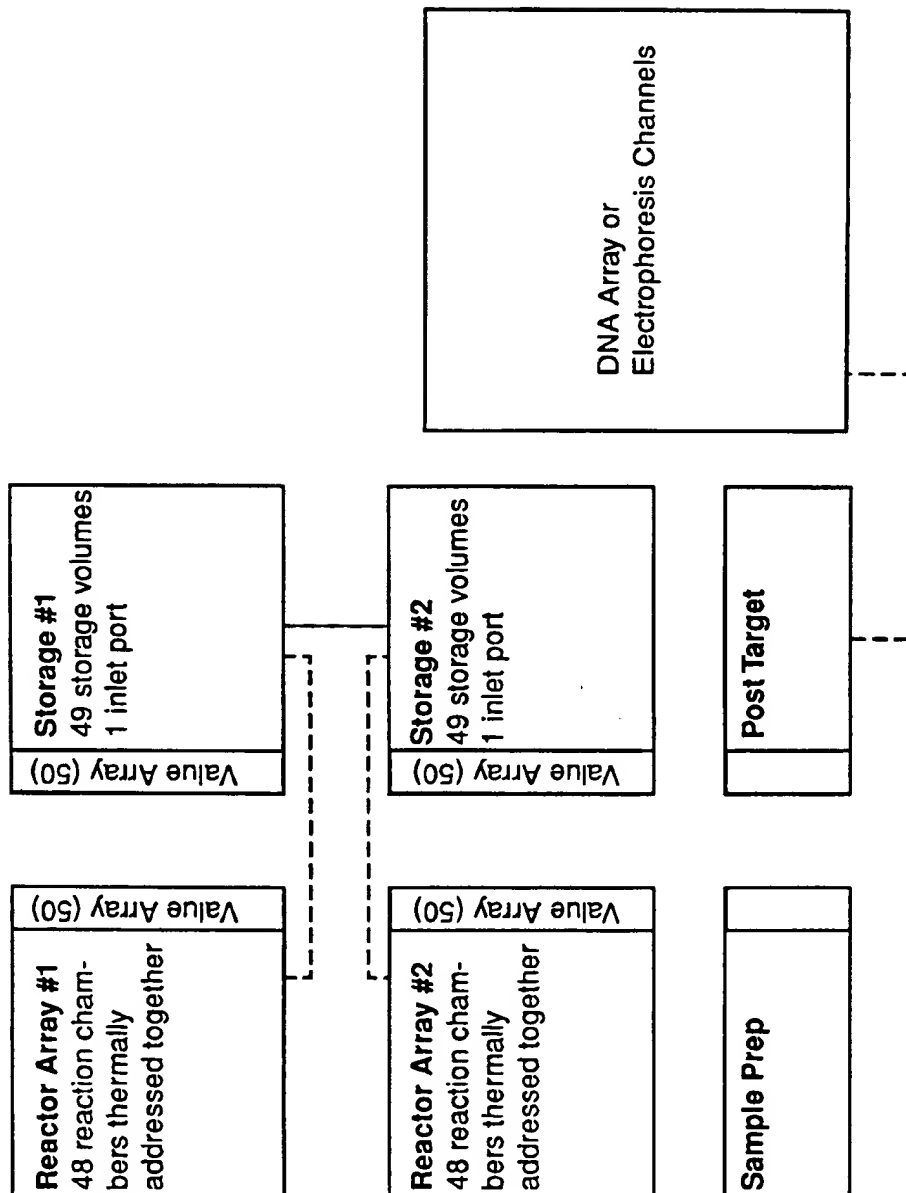 Reactor Array #1
48 reaction cham-
bers thermally
addressed together
Value Array (50)
Value Array (50)
Storage #1
49 storage volumes
1 inlet port
Reactor Array #2
48 reaction cham-
bers thermally
addressed together
Value Array (50)
Value Array (50)
Storage #2
49 storage volumes
1 inlet port
Sample Prep
Post Target
DNA Array or
Electrophoresis Channels